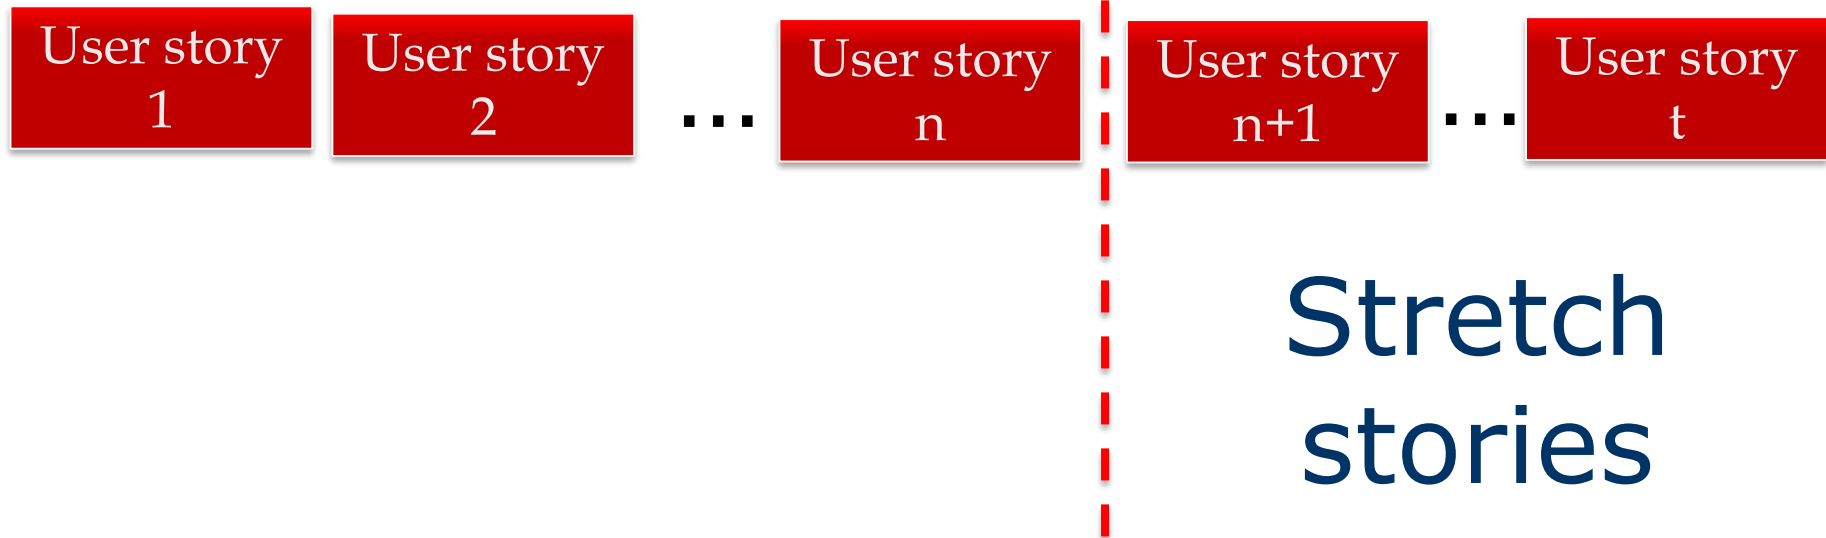 User story
1
User story
2
...
User story
n
User story
n+1
...
User story
t
Stretch
stories